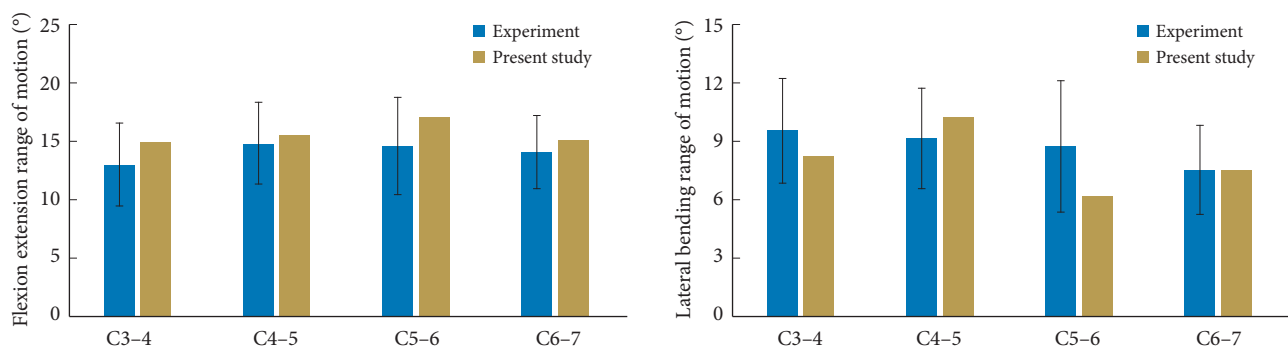 Flexion extension range of motion (°)
25
20
15
10
5
0
Experiment
Present study
C3–4
C4–5
C5–6
C6–7
Lateral bending range of motion (°)
15
12
9
6
3
0
Experiment
Present study
C3–4
C4–5
C5–6
C6–7